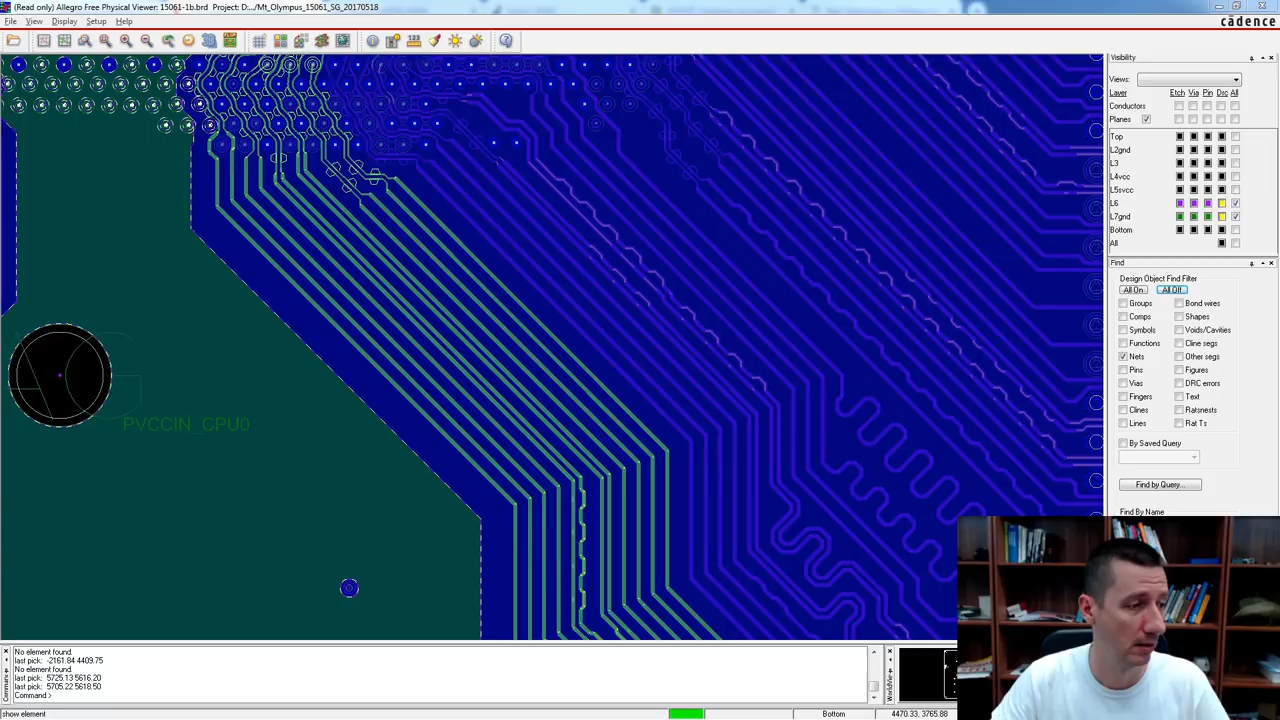 (Read only) Allegro Free Physical Viewer: 15061-1b.brd Project: D:.../Mt_Olympus_15061_SG_20170518
File View Display Setup Help
cādence
Visibility
Views:
Layer Etch Via Pin Drc All
Conductors
Planes
Top
L2gnd
L3
L4vcc
L5svcc
L6
L7gnd
Bottom
All
Find
Design Object Find Filter
All On All Off
Groups Bond wires
Comps Shapes
Symbols Voids/Cavities
Functions Cline segs
Nets Other segs
Pins Figures
Vias DRC errors
Fingers Text
Clines Ratsnests
Lines Rat Ts
By Saved Query
Find by Query...
Find By Name
PVCCIN_CPU0
No element found.
last pick: -2161.84 4409.75
No element found.
last pick: 5725.13 5616.20
last pick: 5705.22 5618.50
Command >
WorldView
show element
Bottom
4470.33, 3765.88